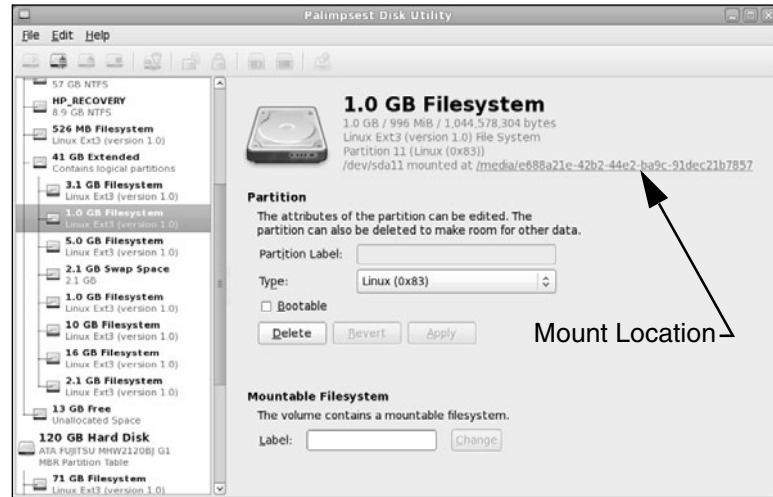 Palimpsest Disk Utility
File Edit Help
57 GB NTFS
HP_RECOVERY
8.9 GB NTFS
526 MB Filesystem
Linux Ext3 (version 1.0)
41 GB Extended
Contains logical partitions
3.1 GB Filesystem
Linux Ext3 (version 1.0)
1.0 GB Filesystem
Linux Ext3 (version 1.0)
5.0 GB Filesystem
Linux Ext3 (version 1.0)
2.1 GB Swap Space
2.1 GB
1.0 GB Filesystem
Linux Ext3 (version 1.0)
10 GB Filesystem
Linux Ext3 (version 1.0)
16 GB Filesystem
Linux Ext3 (version 1.0)
2.1 GB Filesystem
Linux Ext3 (version 1.0)
13 GB Free
Unallocated Space
120 GB Hard Disk
ATA FUJITSU MHW2120BJ G1
MBR Partition Table
71 GB Filesystem
Linux Ext3 (version 1.0)
1.0 GB Filesystem
1.0 GB / 996 MiB / 1,044,578,304 bytes
Linux Ext3 (version 1.0) File System
Partition 11 (Linux (0x83))
/dev/sda11 mounted at /media/e688a21e-42b2-44e2-ba9c-91dec21b7857
Partition
The attributes of the partition can be edited. The
partition can also be deleted to make room for other data.
Partition Label:
Type: Linux (0x83)
Bootable
Delete Revert Apply
Mount Location
Mountable Filesystem
The volume contains a mountable filesystem.
Label: Change